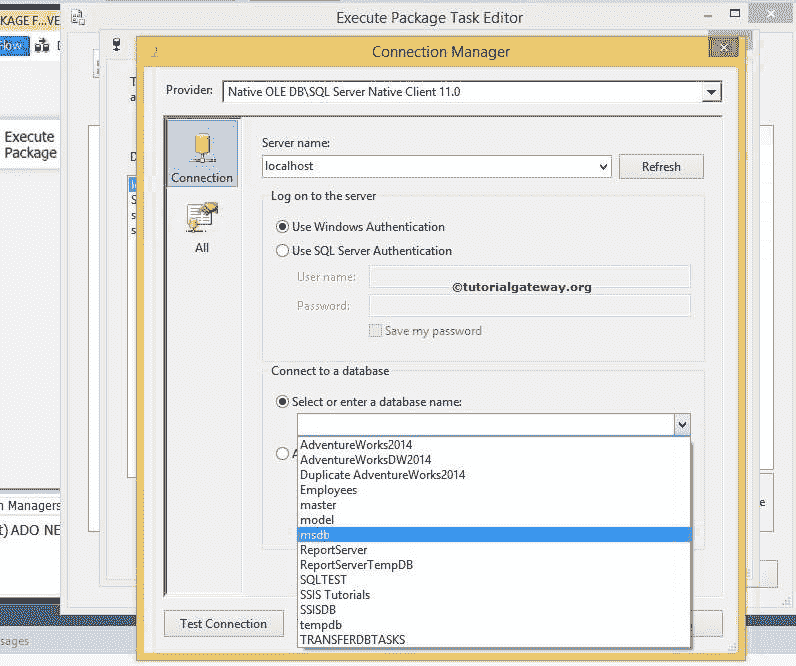 Execute Package Task Editor
KAGE F...VE
Flow
Connection Manager
Provider:
Native OLE DB\SQL Server Native Client 11.0
Execute
Package
Connection
All
Server name:
localhost
Refresh
Log on to the server
Use Windows Authentication
Use SQL Server Authentication
User name:
©tutorialgateway.org
Password:
Save my password
Connect to a database
Select or enter a database name:
AdventureWorks2014
AdventureWorksDW2014
Duplicate AdventureWorks2014
Employees
master
model
msdb
ReportServer
ReportServerTempDB
SQLTEST
SSIS Tutorials
SSISDB
tempdb
TRANSFERDBTASKS
n Managers
t) ADO NE
Test Connection
sages